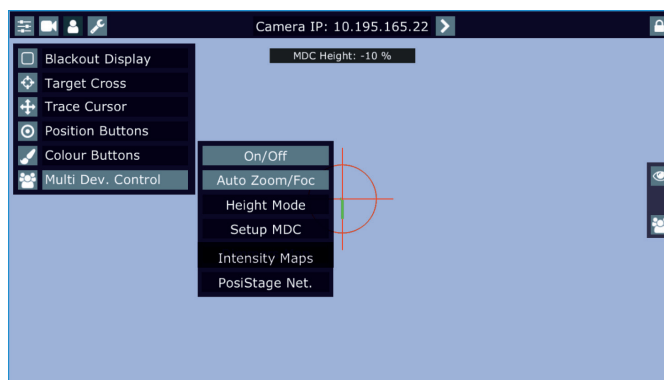 Camera IP: 10.195.165.22
MDC Height: -10 %
Blackout Display
Target Cross
Trace Cursor
Position Buttons
Colour Buttons
Multi Dev. Control
On/Off
Auto Zoom/Foc
Height Mode
Setup MDC
Intensity Maps
PosiStage Net.